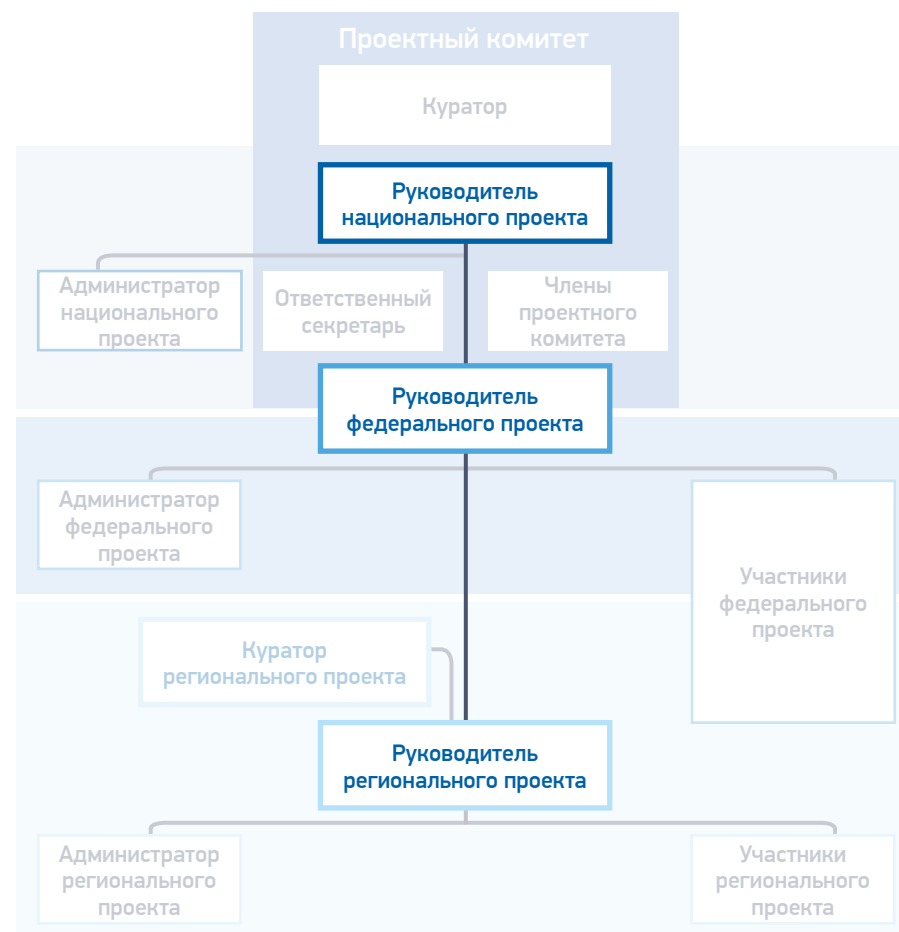 Проектный комитет
Куратор
Руководитель
национального проекта
Администратор
национального
проекта
Ответственный
секретарь
Члены
проектного
комитета
Руководитель
федерального проекта
Администратор
федерального
проекта
Участники
федерального
проекта
Куратор
регионального проекта
Руководитель
регионального проекта
Администратор
регионального
проекта
Участники
регионального
проекта